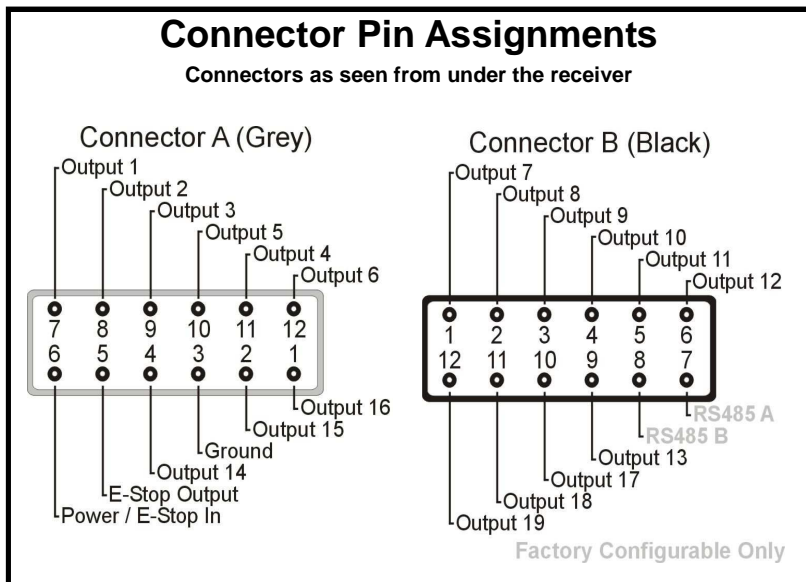 Connector Pin Assignments
Connectors as seen from under the receiver
Connector A (Grey)
Output 1
Output 2
Output 3
Output 5
Output 4
Output 6
7 8 9 10 11 12
6 5 4 3 2 1
Output 16
Output 15
Ground
Output 14
E-Stop Output
Power / E-Stop In
Connector B (Black)
Output 7
Output 8
Output 9
Output 10
Output 11
Output 12
1 2 3 4 5 6
12 11 10 9 8 7
RS485 A
RS485 B
Output 13
Output 17
Output 18
Output 19
Factory Configurable Only